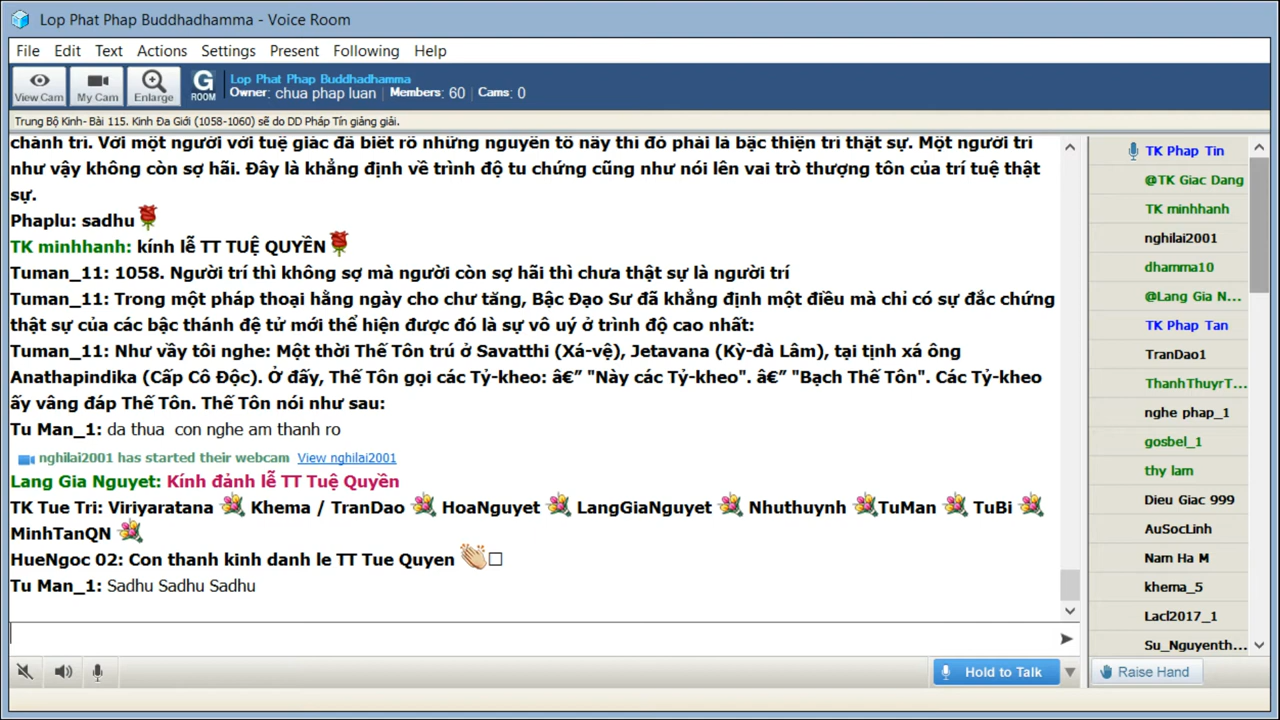 Lop Phat Phap Buddhadhamma - Voice Room
File Edit Text Actions Settings Present Following Help
View Cam My Cam Enlarge G ROOM
Lop Phat Phap Buddhadhamma
Owner: chua phap luan Members: 60 Cams: 0
Trung Bộ Kinh- Bài 115. Kinh Đa Giới (1058-1060) sẽ do DD Pháp Tín giảng giải.
chánh trí. Với một người với tuệ giác đã biết rõ những nguyên tố này thì đó phải là bậc thiện trí thật sự. Một người trí
như vậy không còn sợ hãi. Đây là khẳng định về trình độ tu chứng cũng như nói lên vai trò thượng tôn của trí tuệ thật
sự.
Phaplu: sadhu
TK minhhanh: kính lễ TT TUỆ QUYỀN
Tuman_11: 1058. Người trí thì không sợ mà người còn sợ hãi thì chưa thật sự là người trí
Tuman_11: Trong một pháp thoại hằng ngày cho chư tăng, Bậc Đạo Sư đã khẳng định một điều mà chỉ có sự đắc chứng
thật sự của các bậc thánh đệ tử mới thể hiện được đó là sự vô uý ở trình độ cao nhất:
Tuman_11: Như vầy tôi nghe: Một thời Thế Tôn trú ở Savatthi (Xá-vệ), Jetavana (Kỳ-đà Lâm), tại tịnh xá ông
Anathapindika (Cấp Cô Độc). Ở đấy, Thế Tôn gọi các Tỷ-kheo: â€” "Này các Tỷ-kheo". â€” "Bạch Thế Tôn". Các Tỷ-kheo
ấy vâng đáp Thế Tôn. Thế Tôn nói như sau:
Tu Man_1: da thua con nghe am thanh ro
nghilai2001 has started their webcam View nghilai2001
Lang Gia Nguyet: Kính đảnh lễ TT Tuệ Quyền
TK Tue Tri: Viriyaratana Khema / TranDao HoaNguyet LangGiaNguyet Nhuthuynh TuMan TuBi
MinhTanQN
HueNgoc 02: Con thanh kinh danh le TT Tue Quyen
Tu Man_1: Sadhu Sadhu Sadhu
Hold to Talk
TK Phap Tin
@TK Giac Dang
TK minhhanh
nghilai2001
dhamma10
@Lang Gia N...
TK Phap Tan
TranDao1
ThanhThuyrT...
nghe phap_1
gosbel_1
thy lam
Dieu Giac 999
AuSocLinh
Nam Ha M
khema_5
Lacl2017_1
Su_Nguyenth...
Raise Hand